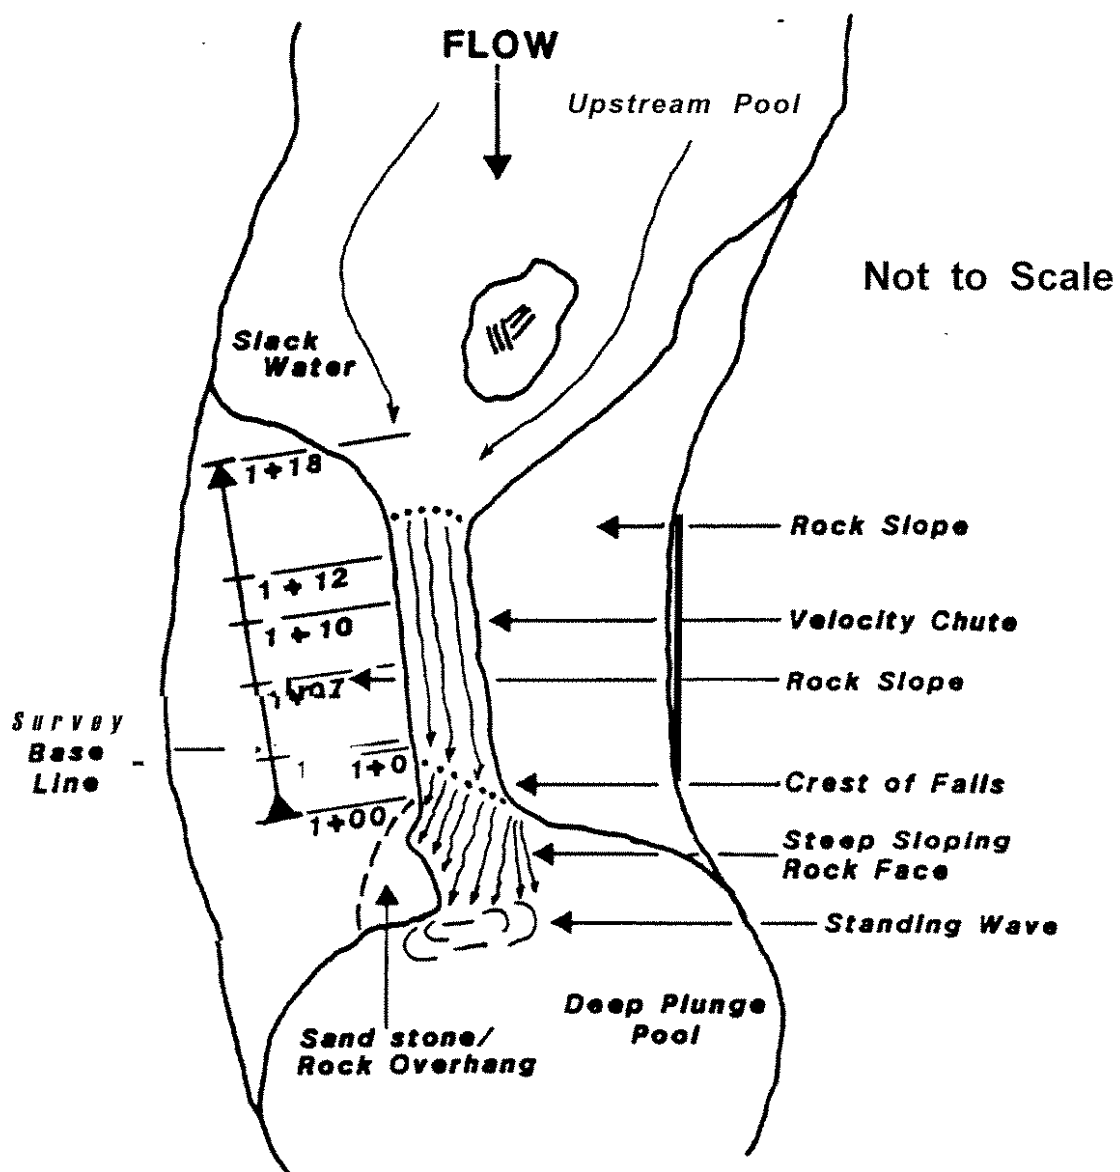 FLOW
Upstream Pool
Not to Scale
Slack
Water
1+18
Rock Slope
1+12
Velocity Chute
1+10
Rock Slope
Survey
Base
Line
1+0
Crest of Falls
1+00
Steep Sloping
Rock Face
Standing Wave
Deep Plunge
Pool
Sand stone/
Rock Overhang